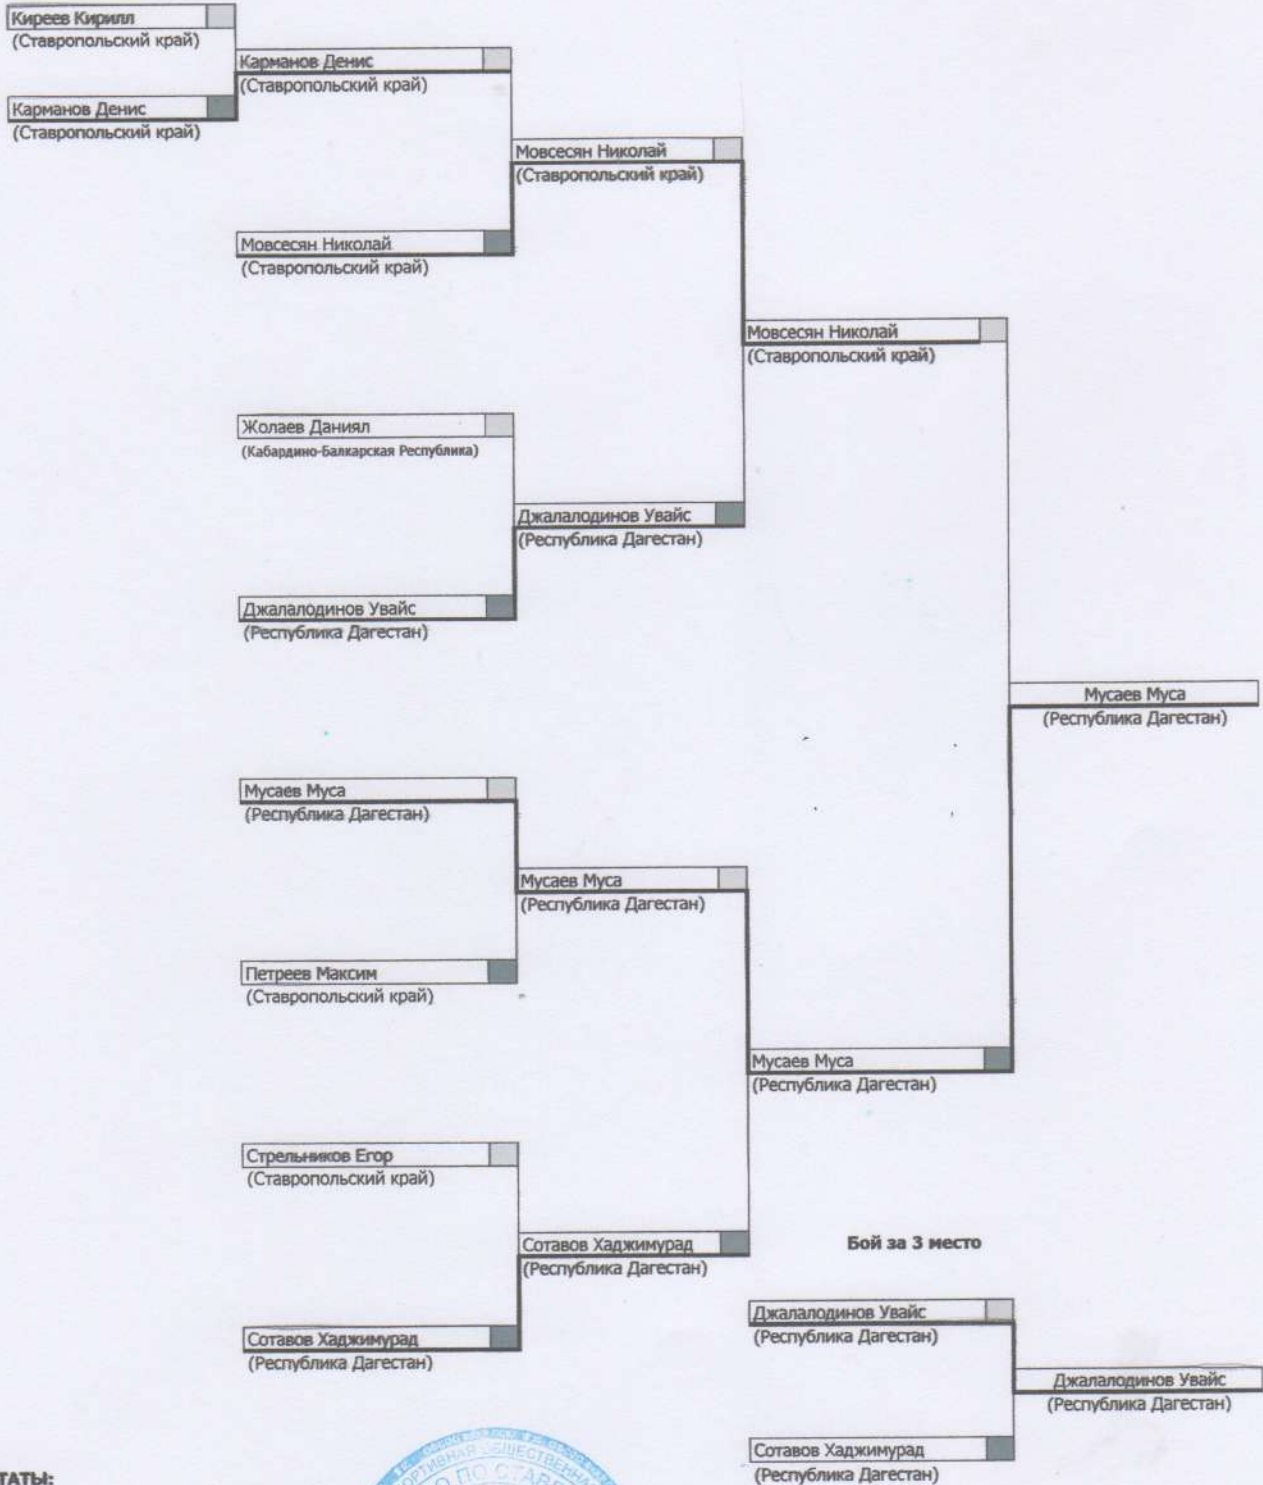 Киреев Кирилл
(Ставропольский край)
Карманов Денис
(Ставропольский край)
Карманов Денис
(Ставропольский край)
Мовсесян Николай
(Ставропольский край)
Мовсесян Николай
(Ставропольский край)
Мовсесян Николай
(Ставропольский край)
Жолаев Даниял
(Кабардино-Балкарская Республика)
Джалалодинов Увайс
(Республика Дагестан)
Джалалодинов Увайс
(Республика Дагестан)
Мусаев Муса
(Республика Дагестан)
Мусаев Муса
(Республика Дагестан)
Мусаев Муса
(Республика Дагестан)
Петреев Максим
(Ставропольский край)
Мусаев Муса
(Республика Дагестан)
Стрельников Егор
(Ставропольский край)
Сотавов Хаджимурад
(Республика Дагестан)
Бой за 3 место
Джалалодинов Увайс
(Республика Дагестан)
Сотавов Хаджимурад
(Республика Дагестан)
Джалалодинов Увайс
(Республика Дагестан)
Сотавов Хаджимурад
(Республика Дагестан)
ТАТЫ: